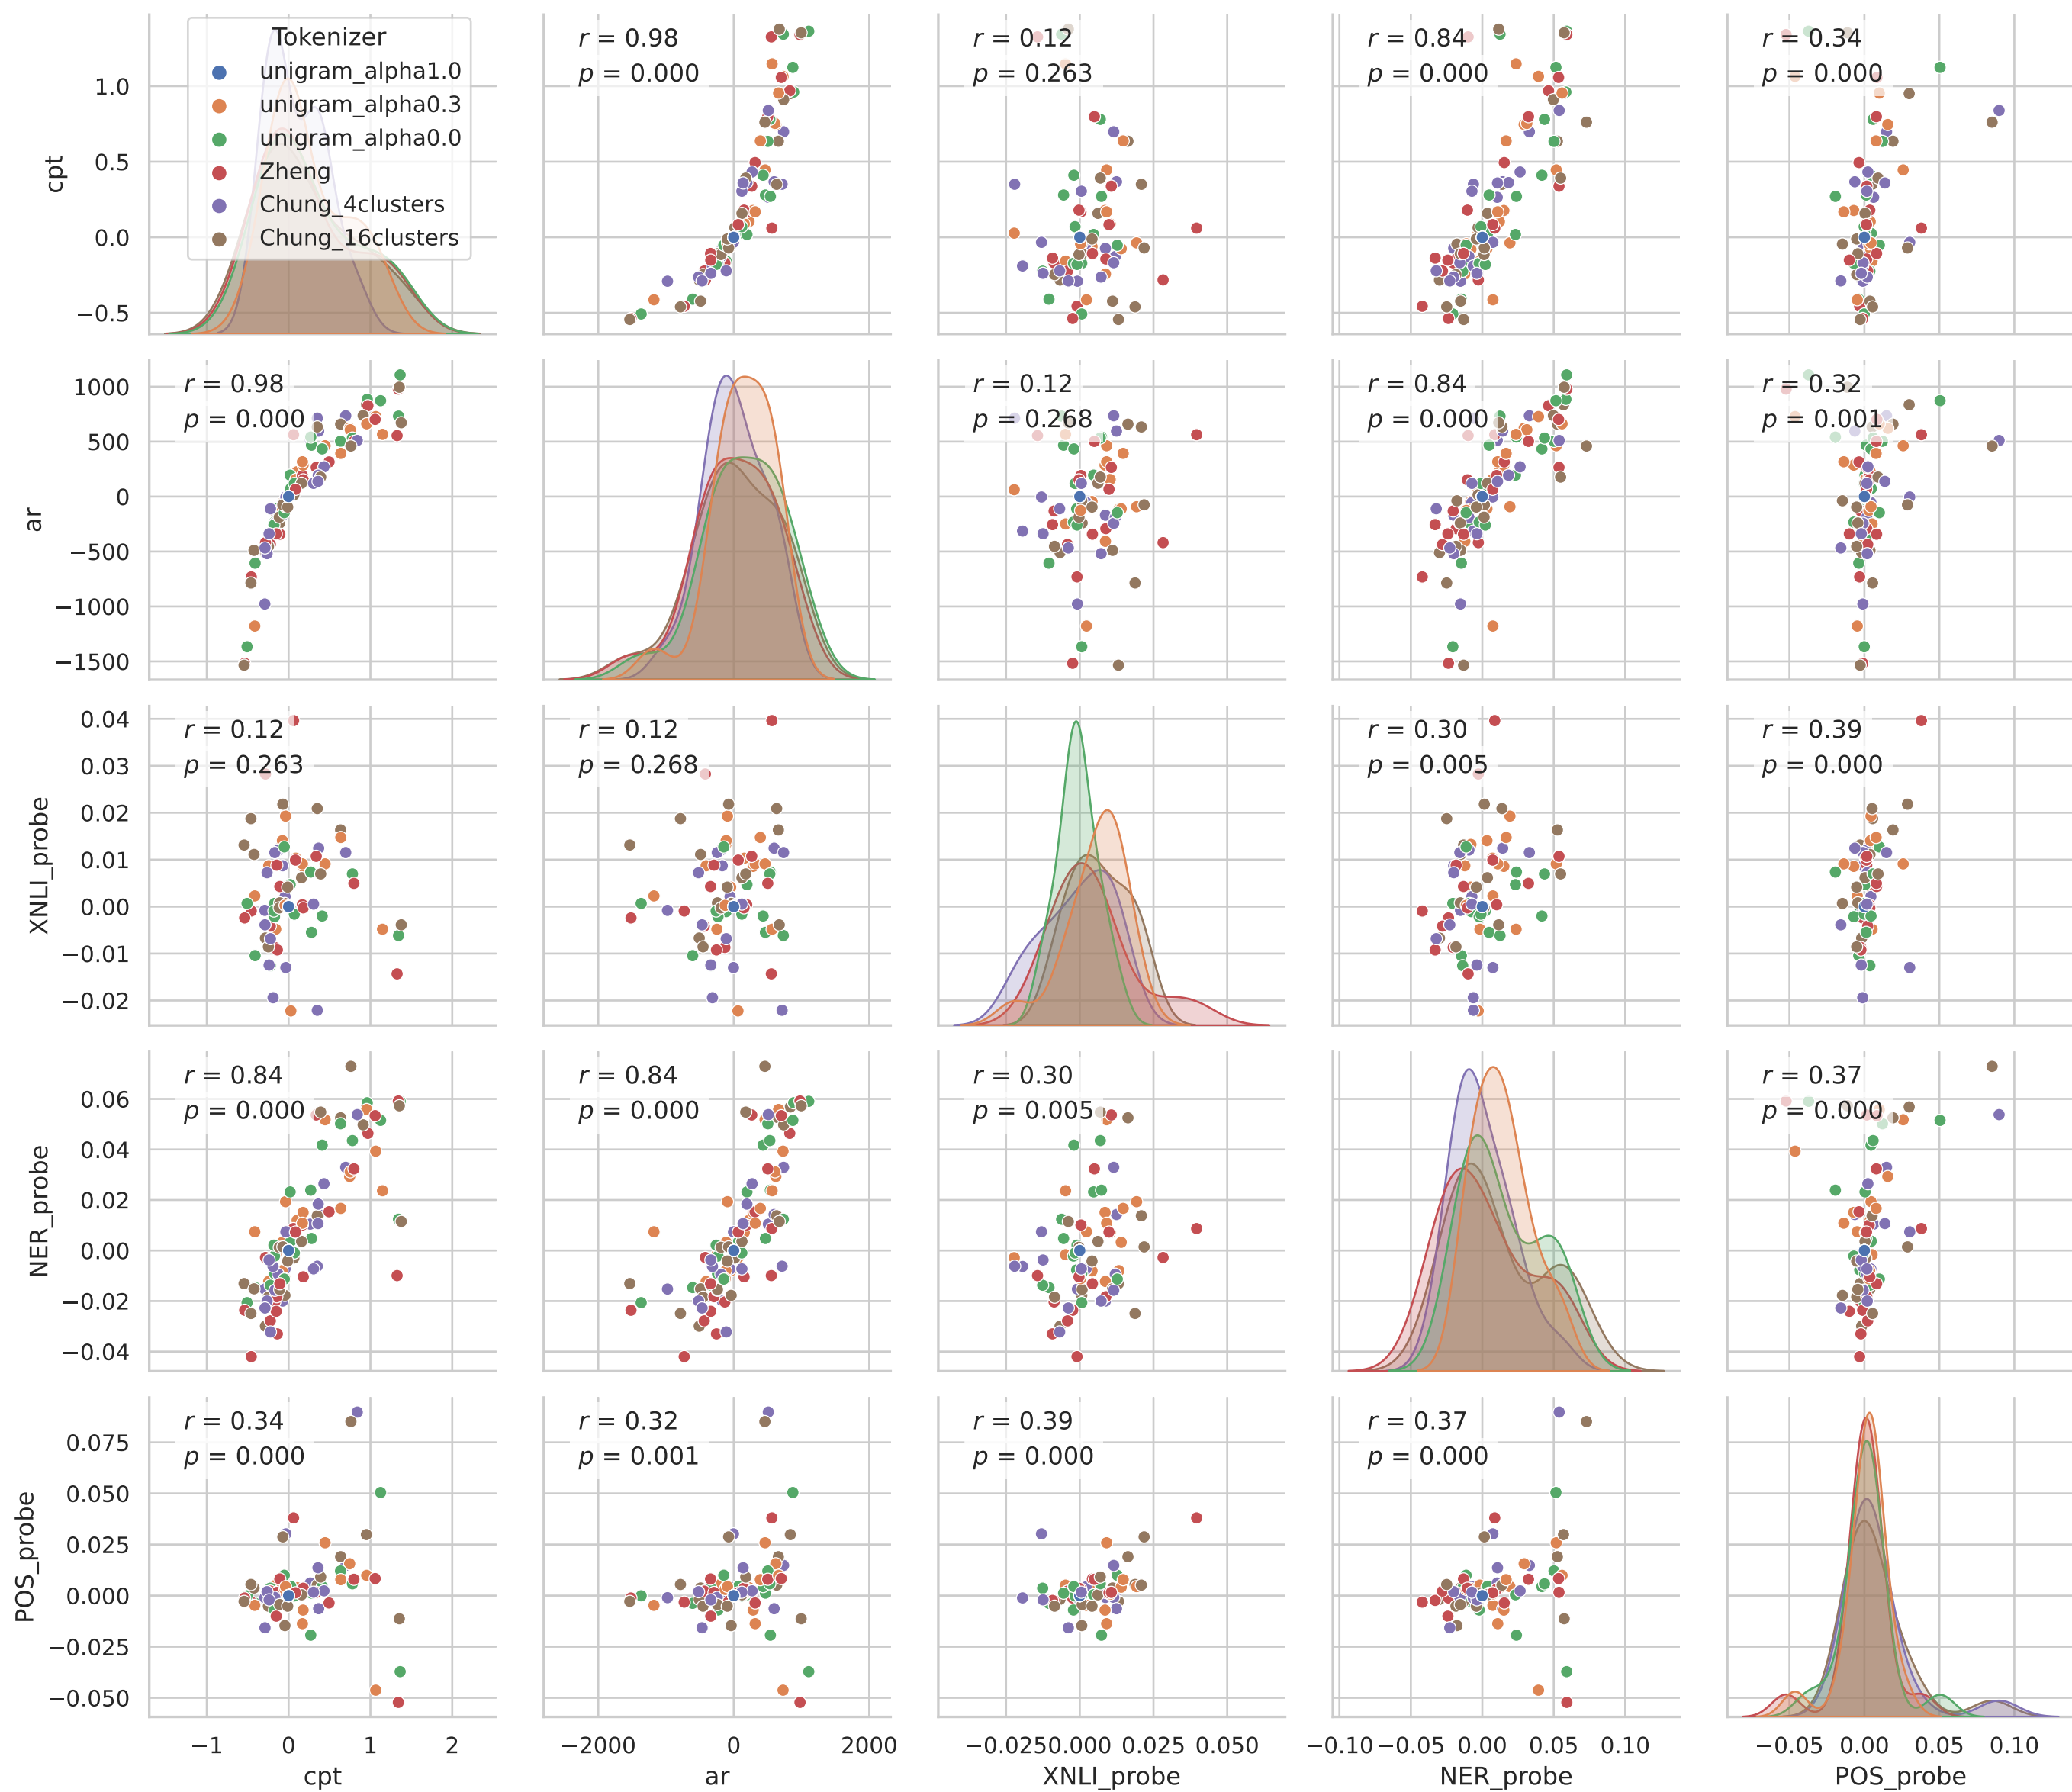 Tokenizer
unigram_alpha1.0
unigram_alpha0.3
unigram_alpha0.0
Zheng
Chung_4clusters
Chung_16clusters
cpt
1.0
0.5
0.0
−0.5
r = 0.98
p = 0.000
r = 0.12
p = 0.263
r = 0.84
p = 0.000
r = 0.34
p = 0.000
ar
1000
500
0
−500
−1000
−1500
r = 0.98
p = 0.000
r = 0.12
p = 0.268
r = 0.84
p = 0.000
r = 0.32
p = 0.001
XNLI_probe
0.04
0.03
0.02
0.01
0.00
−0.01
−0.02
r = 0.12
p = 0.263
r = 0.12
p = 0.268
r = 0.30
p = 0.005
r = 0.39
p = 0.000
NER_probe
0.06
0.04
0.02
0.00
−0.02
−0.04
r = 0.84
p = 0.000
r = 0.84
p = 0.000
r = 0.30
p = 0.005
r = 0.37
p = 0.000
POS_probe
0.075
0.050
0.025
0.000
−0.025
−0.050
r = 0.34
p = 0.000
r = 0.32
p = 0.001
r = 0.39
p = 0.000
r = 0.37
p = 0.000
−1 0 1 2
−2000 0 2000
−0.025 0.000 0.025 0.050
−0.10 −0.05 0.00 0.05 0.10
−0.05 0.00 0.05 0.10
cpt
ar
XNLI_probe
NER_probe
POS_probe